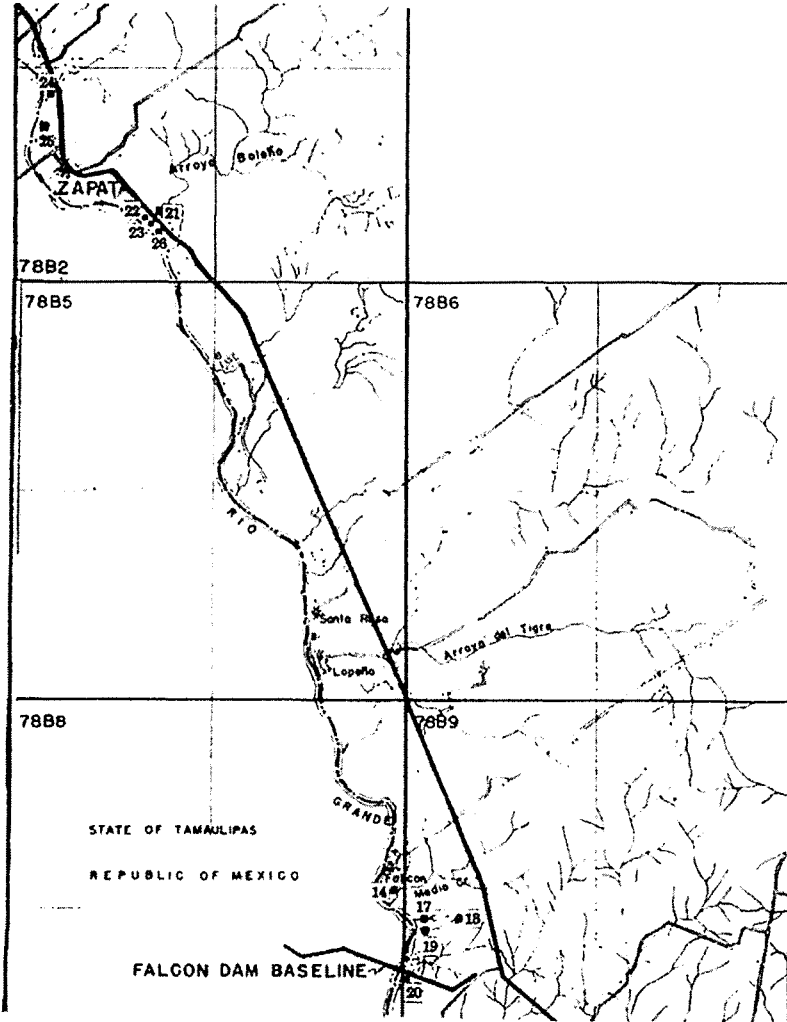 24
25
Arroyo Boleño
ZAPATA
22
21
23
26
78B2
78B5
78B6
RIO
Santa Rosa
Arroyo del Tigre
Lopeño
78B8
78B9
GRANDE
STATE OF TAMAULIPAS
REPUBLIC OF MEXICO
Falcon
Medio Cr.
14
17
18
19
FALCON DAM BASELINE
20